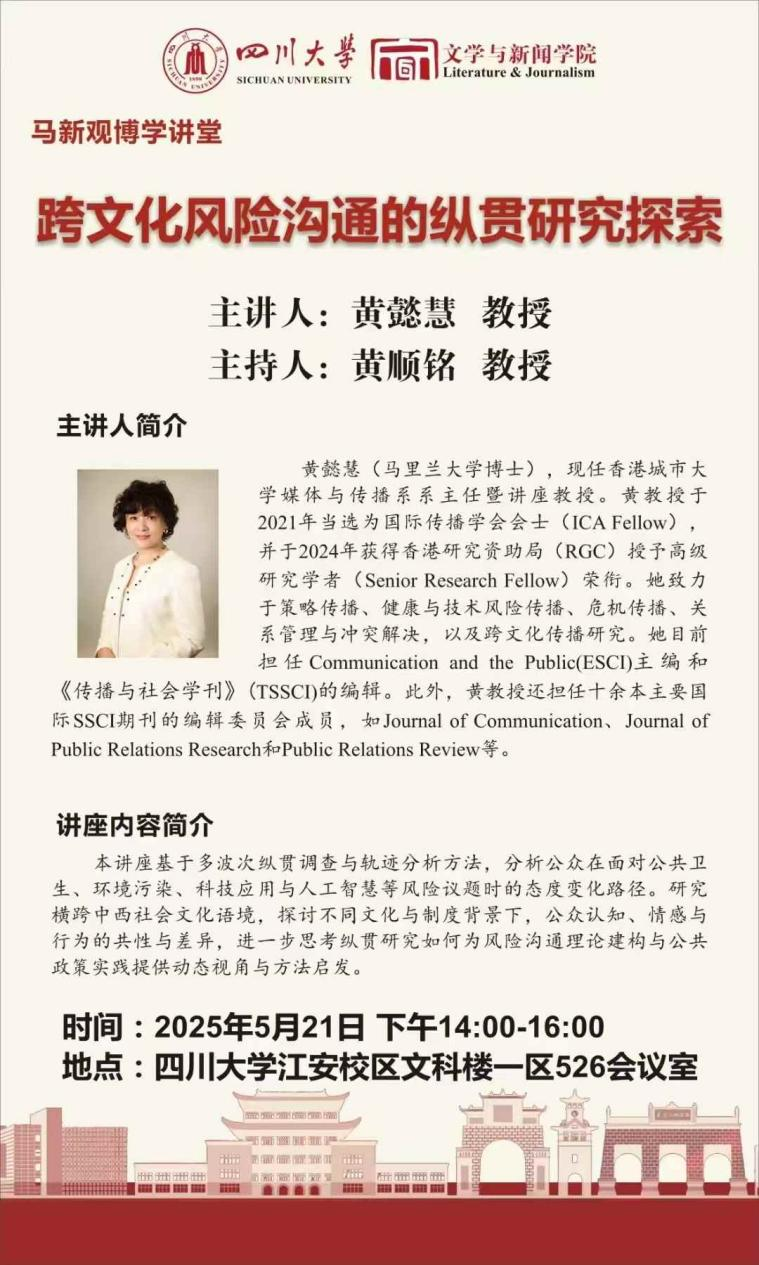 四川大学
SICHUAN UNIVERSITY
文学与新闻学院
Literature & Journalism
马新观博学讲堂
跨文化风险沟通的纵贯研究探索
主讲人：黄懿慧 教授
主持人：黄顺铭 教授
主讲人简介
黄懿慧（马里兰大学博士），现任香港城市大
学媒体与传播系系主任暨讲座教授。黄教授于
2021年当选为国际传播学会会士（ICA Fellow），
并于2024年获得香港研究资助局（RGC）授予高级
研究学者（Senior Research Fellow）荣衔。她致力
于策略传播、健康与技术风险传播、危机传播、关
系管理与冲突解决，以及跨文化传播研究。她目前
担任Communication and the Public(ESCI)主编和
《传播与社会学刊》(TSSCI)的编辑。此外，黄教授还担任十余本主要国
际SSCI期刊的编辑委员会成员，如Journal of Communication、Journal of
Public Relations Research和Public Relations Review等。
讲座内容简介
本讲座基于多波次纵贯调查与轨迹分析方法，分析公众在面对公共卫
生、环境污染、科技应用与人工智慧等风险议题时的态度变化路径。研究
横跨中西社会文化语境，探讨不同文化与制度背景下，公众认知、情感与
行为的共性与差异，进一步思考纵贯研究如何为风险沟通理论建构与公共
政策实践提供动态视角与方法启发。
时间：2025年5月21日 下午14:00-16:00
地点：四川大学江安校区文科楼一区526会议室